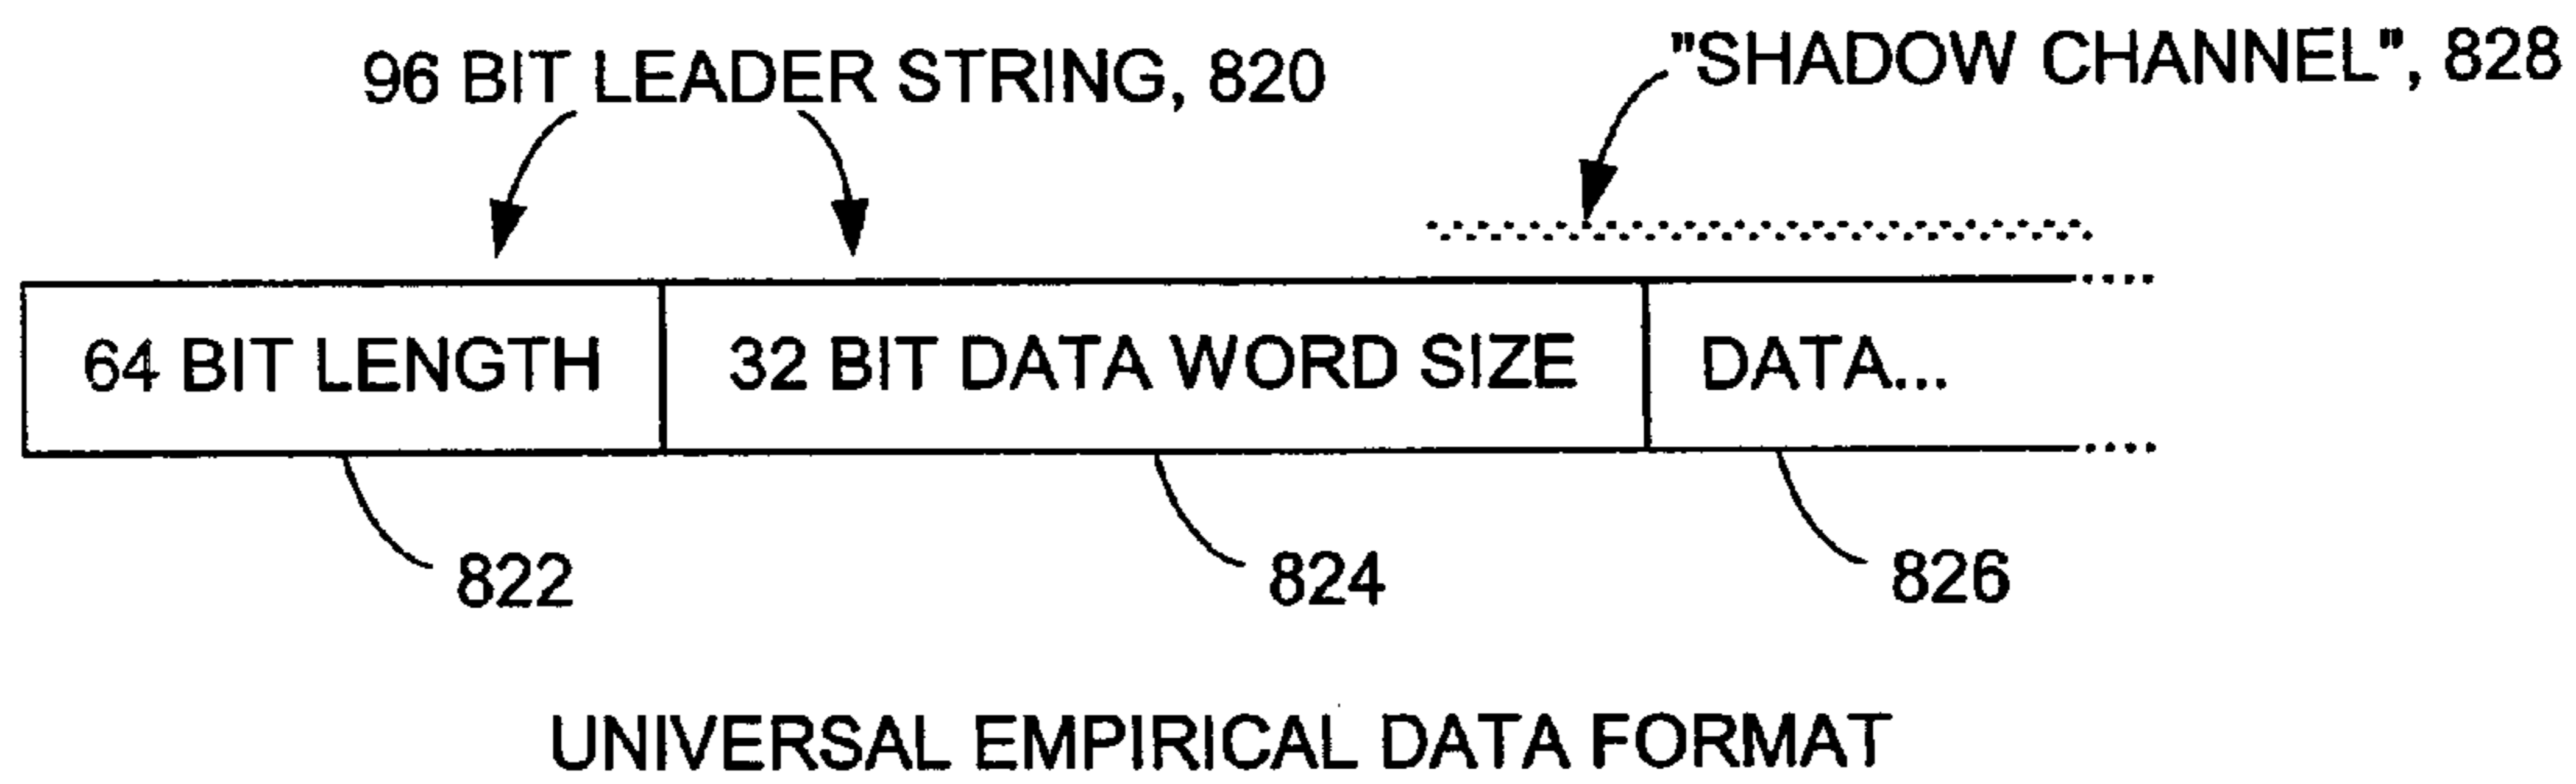 96 BIT LEADER STRING, 820
"SHADOW CHANNEL", 828
64 BIT LENGTH
32 BIT DATA WORD SIZE
DATA...
822
824
826
UNIVERSAL EMPIRICAL DATA FORMAT